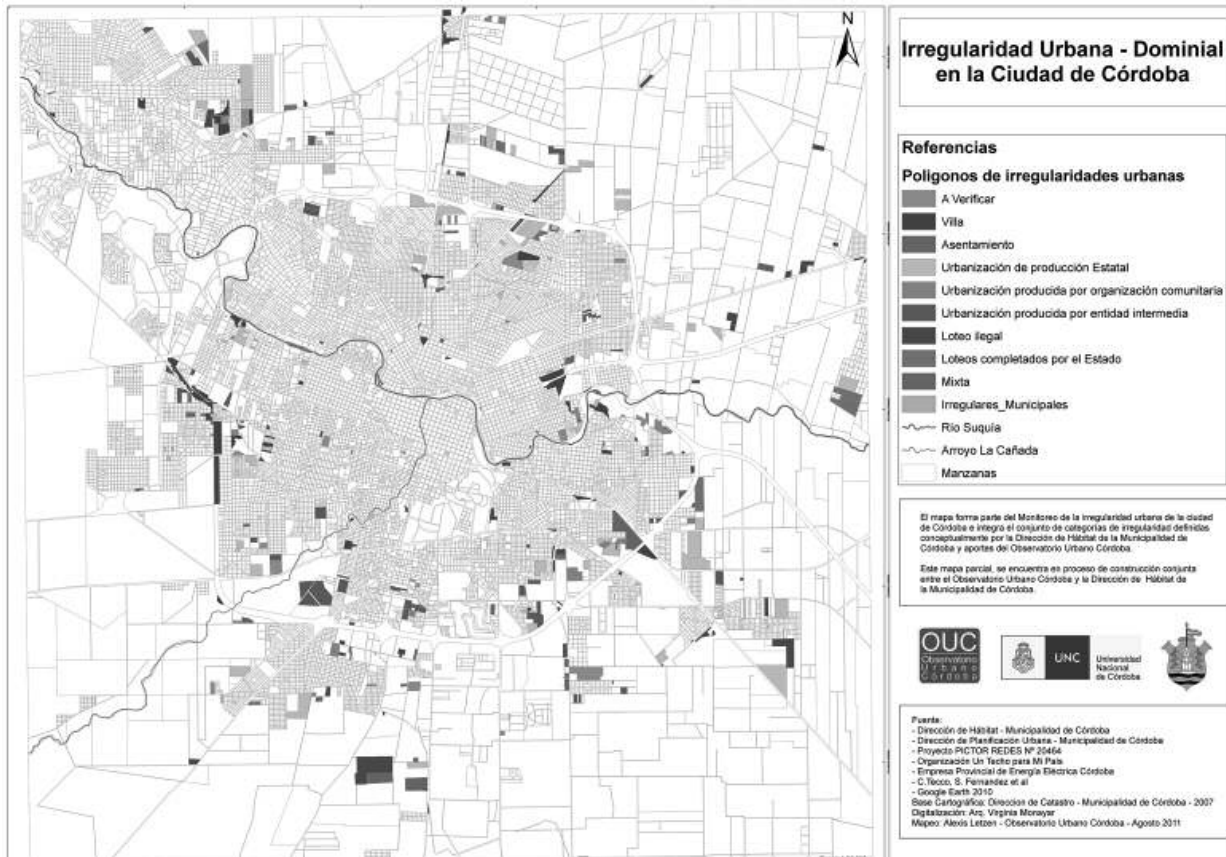 N
Irregularidad Urbana - Dominial
en la Ciudad de Córdoba
Referencias
Poligonos de irregularidades urbanas
A Verificar
Villa
Asentamiento
Urbanización de producción Estatal
Urbanización producida por organización comunitaria
Urbanización producida por entidad intermedia
Loteo ilegal
Loteos completados por el Estado
Mixta
Irregulares_Municipales
Río Suquía
Arroyo La Cañada
Manzanas
El mapa forma parte del Monitoreo de la irregularidad urbana de la ciudad
de Córdoba e integra el conjunto de categorías de irregularidad definidas
conceptualmente por la Dirección de Hábitat de la Municipalidad de
Córdoba y aportes del Observatorio Urbano Córdoba.
Este mapa parcial, se encuentra en proceso de construcción conjunta
entre el Observatorio Urbano Córdoba y la Dirección de Hábitat de
la Municipalidad de Córdoba.
OUC
Observatorio
Urbano
Córdoba
UNC
Universidad
Nacional
de Córdoba
Fuente:
- Dirección de Hábitat - Municipalidad de Córdoba
- Dirección de Planificación Urbana - Municipalidad de Córdoba
- Proyecto PICTOR REDES Nº 20464
- Organización Un Techo para Mi País
- Empresa Provincial de Energía Eléctrica Córdoba
- C.Tecco, S. Fernandez et al
- Google Earth 2010
Base Cartográfica: Direccion de Catastro - Municipalidad de Córdoba - 2007
Digitalización: Arq. Virginia Monayar
Mapeo: Alexis Letzen - Observatorio Urbano Córdoba - Agosto 2011